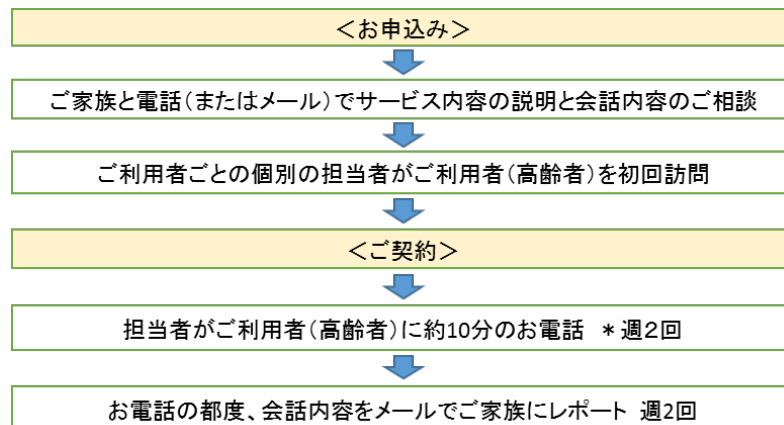 ＜お申込み＞
ご家族と電話（またはメール）でサービス内容の説明と会話内容のご相談
ご利用者ごとの個別の担当者がご利用者（高齢者）を初回訪問
＜ご契約＞
担当者がご利用者（高齢者）に約10分のお電話　＊週２回
お電話の都度、会話内容をメールでご家族にレポート 週2回